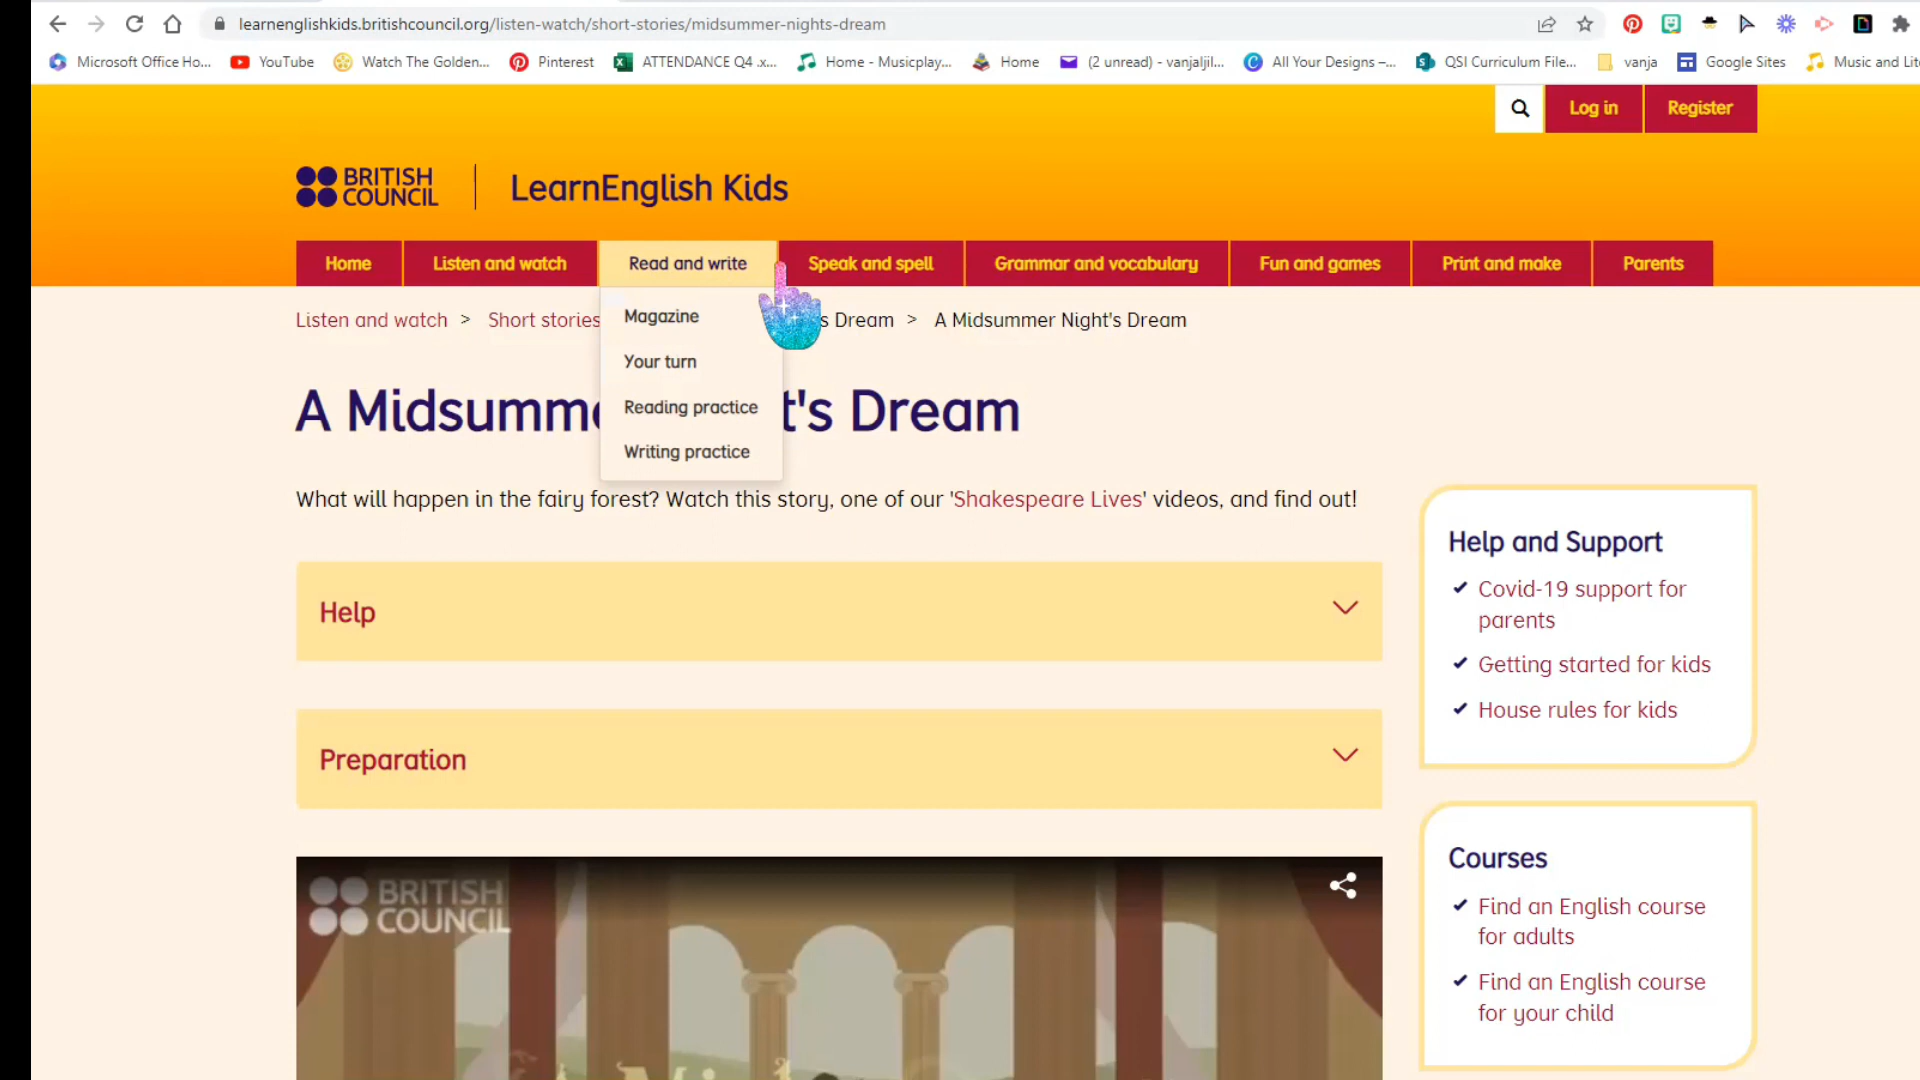 learnenglishkids.britishcouncil.org/listen-watch/short-stories/midsummer-nights-dream
Microsoft Office Ho... YouTube Watch The Golden... Pinterest ATTENDANCE Q4 .x... Home - Musicplay... Home (2 unread) - vanjaljil... All Your Designs –... QSI Curriculum File... vanja Google Sites Music and Lit
Log in Register
BRITISH COUNCIL LearnEnglish Kids
Home Listen and watch Read and write Speak and spell Grammar and vocabulary Fun and games Print and make Parents
Listen and watch > Short stories s Dream > A Midsummer Night's Dream
Magazine
Your turn
Reading practice
Writing practice
A Midsumme t's Dream
What will happen in the fairy forest? Watch this story, one of our 'Shakespeare Lives' videos, and find out!
Help
Preparation
BRITISH
COUNCIL
Help and Support
Covid-19 support for
parents
Getting started for kids
House rules for kids
Courses
Find an English course
for adults
Find an English course
for your child